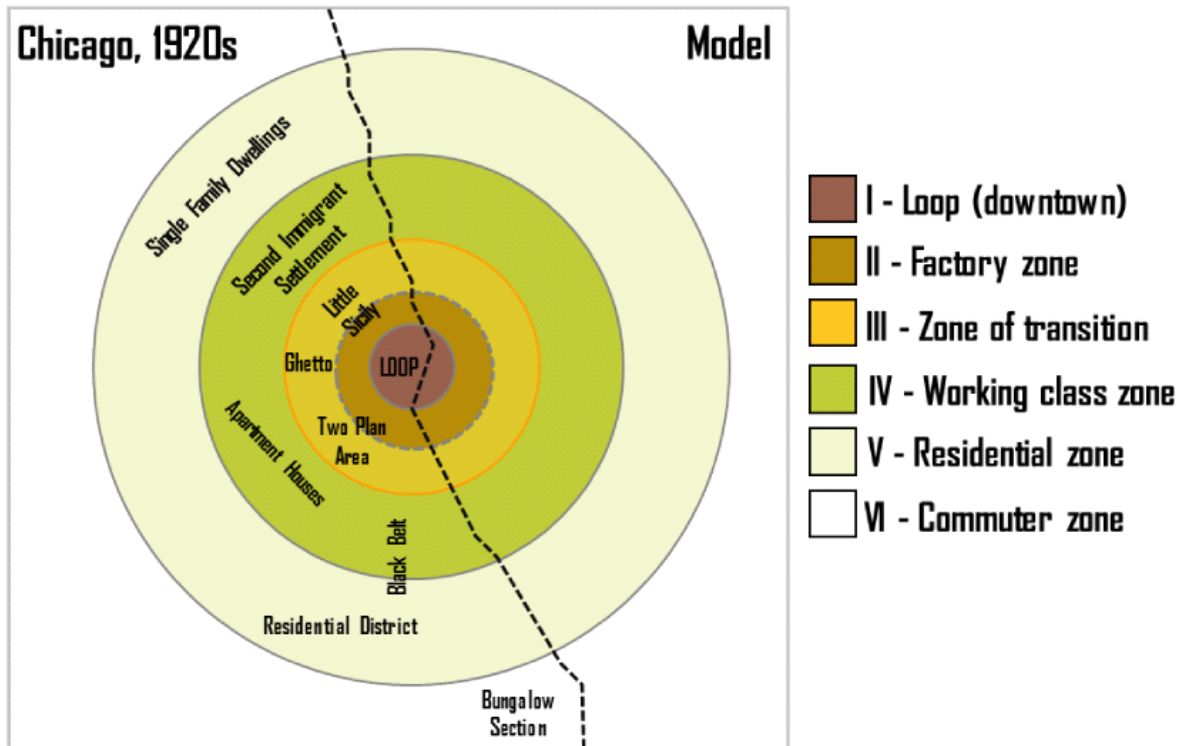 Chicago, 1920s
Model
Single Family Dwellings
Second Immigrant
Settlement
Little
Sicily
Ghetto
LOOP
Two Plan
Area
Apartment Houses
Black Belt
Residential District
Bungalow
Section
I - Loop (downtown)
II - Factory zone
III - Zone of transition
IV - Working class zone
V - Residential zone
VI - Commuter zone